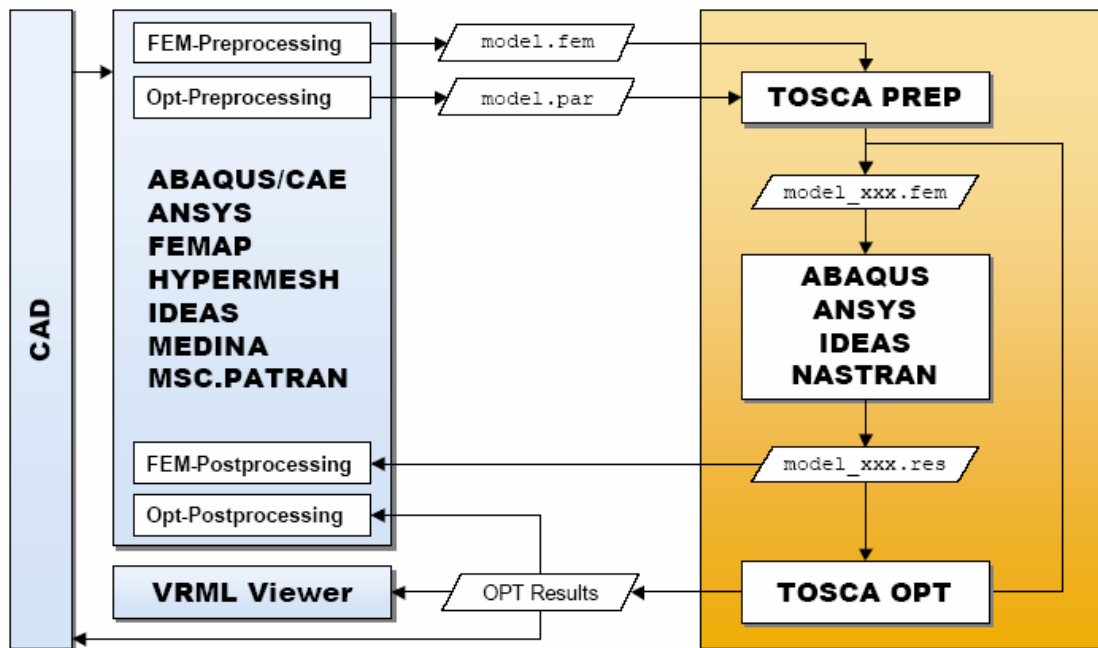 CAD
FEM-Preprocessing
Opt-Preprocessing
ABAQUS/CAE
ANSYS
FEMAP
HYPERMESH
IDEAS
MEDINA
MSC.PATRAN
FEM-Postprocessing
Opt-Postprocessing
VRML Viewer
model.fem
model.par
OPT Results
TOSCA PREP
model_xxx.fem
ABAQUS
ANSYS
IDEAS
NASTRAN
model_xxx.res
TOSCA OPT